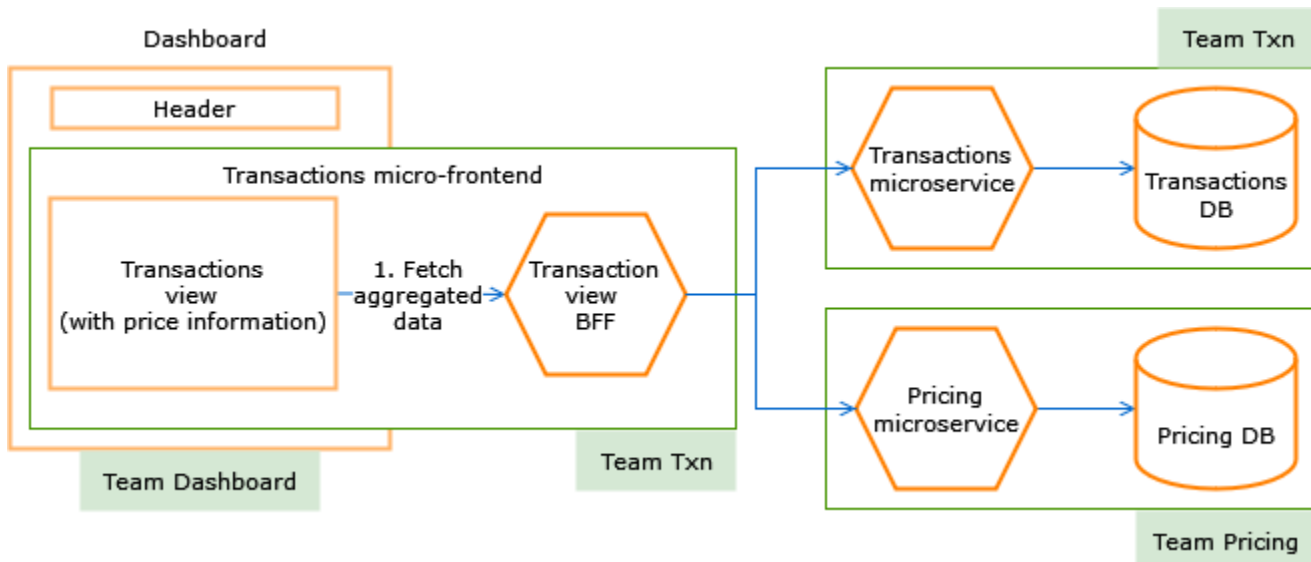 Dashboard
Team Txn
Header
Transactions micro-frontend
Transactions
view
(with price information)
1. Fetch
aggregated
data
Transaction
view
BFF
Transactions
microservice
Transactions
DB
Pricing
microservice
Pricing DB
Team Dashboard
Team Txn
Team Pricing